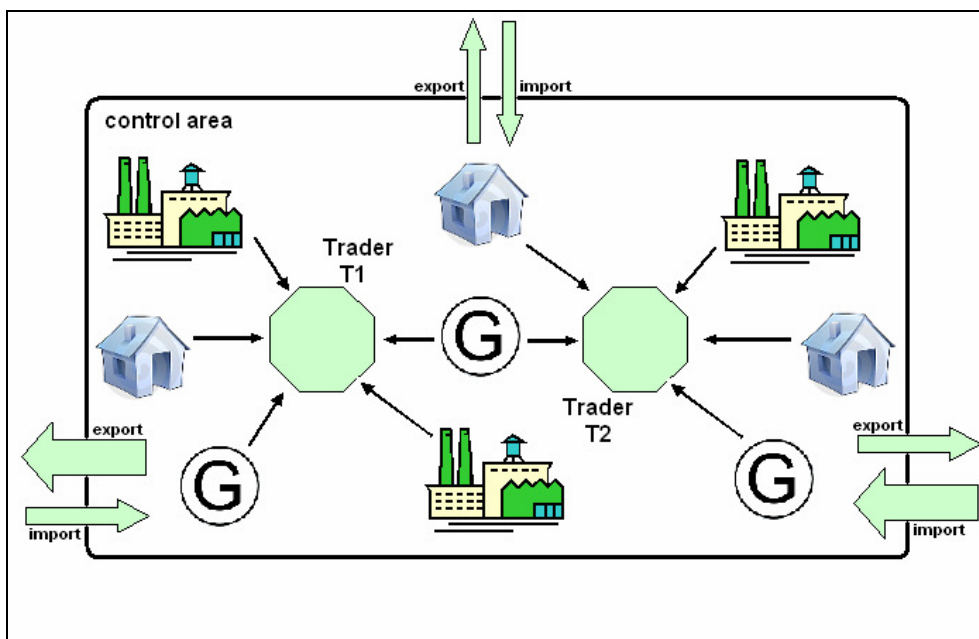 export
import
control area
Trader
T1
G
Trader
T2
export
G
import
G
export
import